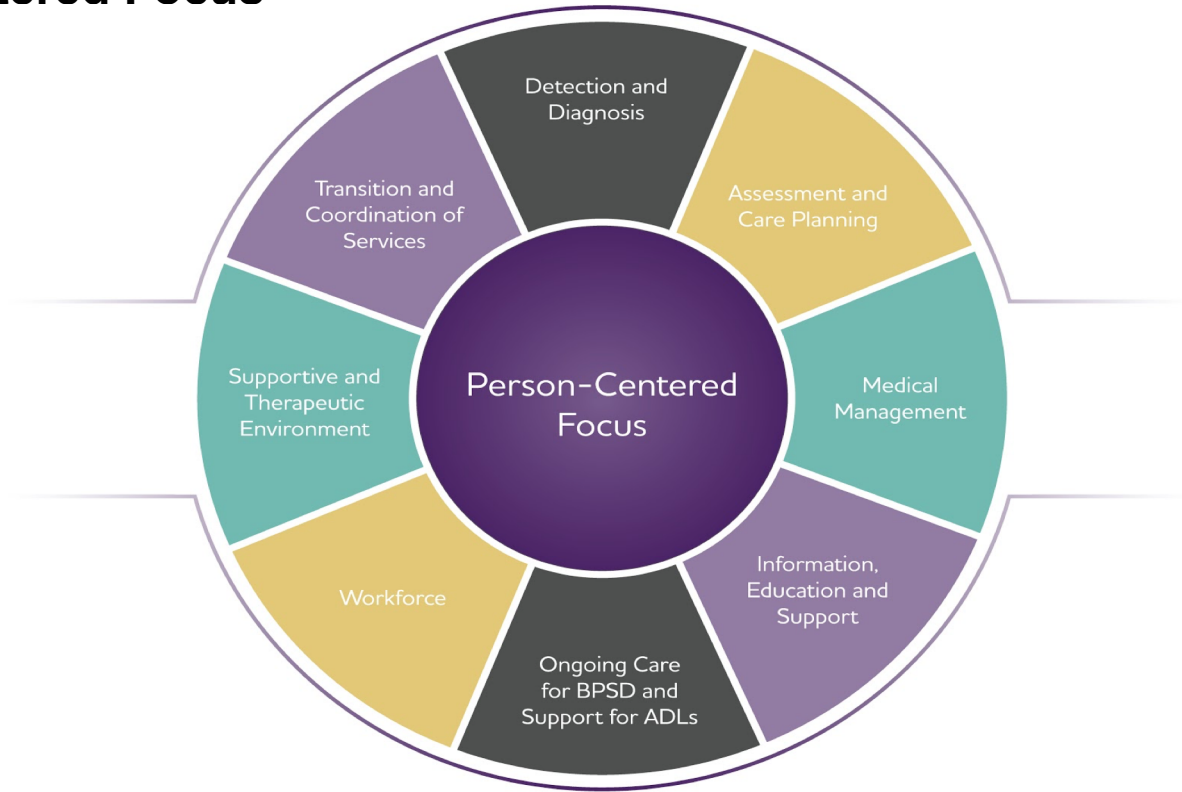 Detection and
Diagnosis
Assessment and
Care Planning
Medical
Management
Information,
Education and
Support
Ongoing Care
for BPSD and
Support for ADLs
Workforce
Supportive and
Therapeutic
Environment
Transition and
Coordination of
Services
Person-Centered
Focus